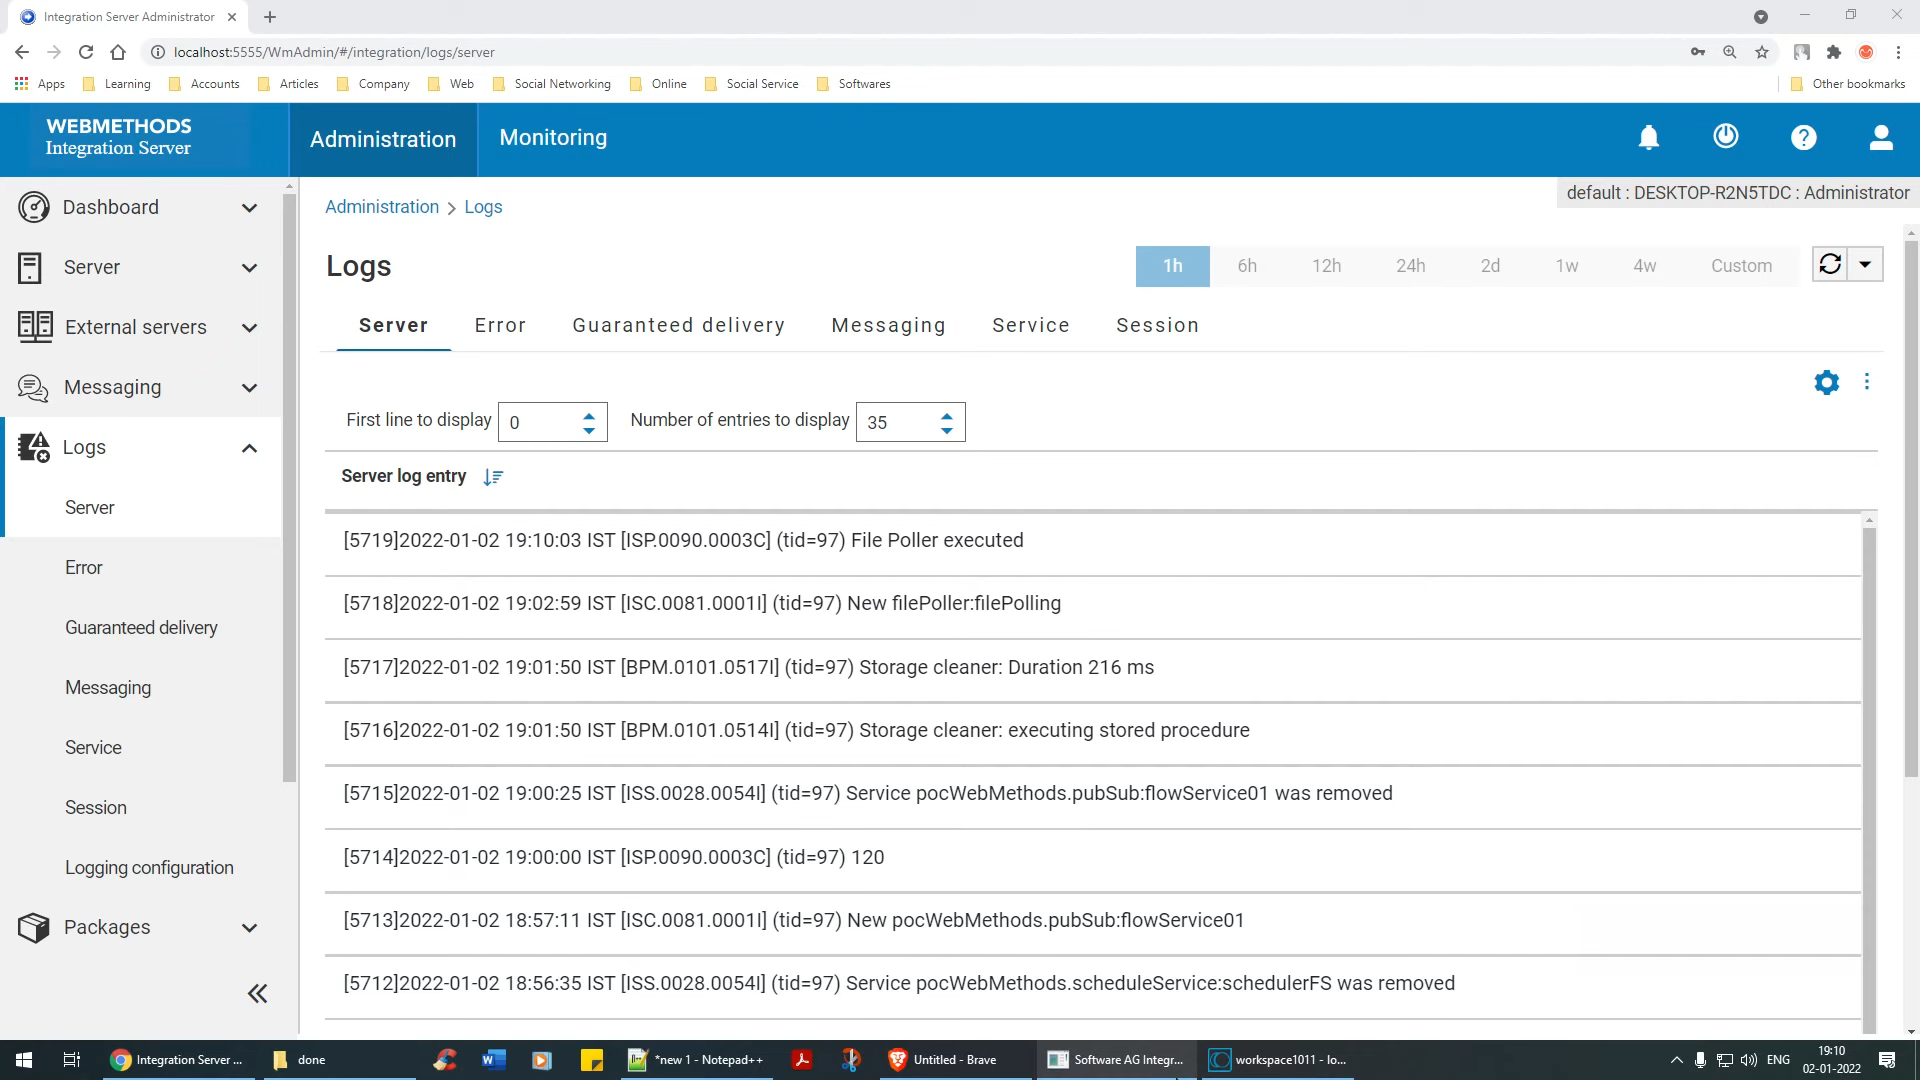 Integration Server Administrator
localhost:5555/WmAdmin/#/integration/logs/server
Apps Learning Accounts Articles Company Web Social Networking Online Social Service Softwares Other bookmarks
WEBMETHODS
Integration Server
Administration Monitoring
default : DESKTOP-R2N5TDC : Administrator
Dashboard
Server
External servers
Messaging
Logs
Server
Error
Guaranteed delivery
Messaging
Service
Session
Logging configuration
Packages
Administration > Logs
Logs
1h 6h 12h 24h 2d 1w 4w Custom
Server Error Guaranteed delivery Messaging Service Session
First line to display 0 Number of entries to display 35
Server log entry
[5719]2022-01-02 19:10:03 IST [ISP.0090.0003C] (tid=97) File Poller executed
[5718]2022-01-02 19:02:59 IST [ISC.0081.0001I] (tid=97) New filePoller:filePolling
[5717]2022-01-02 19:01:50 IST [BPM.0101.0517I] (tid=97) Storage cleaner: Duration 216 ms
[5716]2022-01-02 19:01:50 IST [BPM.0101.0514I] (tid=97) Storage cleaner: executing stored procedure
[5715]2022-01-02 19:00:25 IST [ISS.0028.0054I] (tid=97) Service pocWebMethods.pubSub:flowService01 was removed
[5714]2022-01-02 19:00:00 IST [ISP.0090.0003C] (tid=97) 120
[5713]2022-01-02 18:57:11 IST [ISC.0081.0001I] (tid=97) New pocWebMethods.pubSub:flowService01
[5712]2022-01-02 18:56:35 IST [ISS.0028.0054I] (tid=97) Service pocWebMethods.scheduleService:schedulerFS was removed
Integration Server ... done *new 1 - Notepad++ Untitled - Brave Software AG Integr... workspace1011 - lo... ENG 19:10
02-01-2022